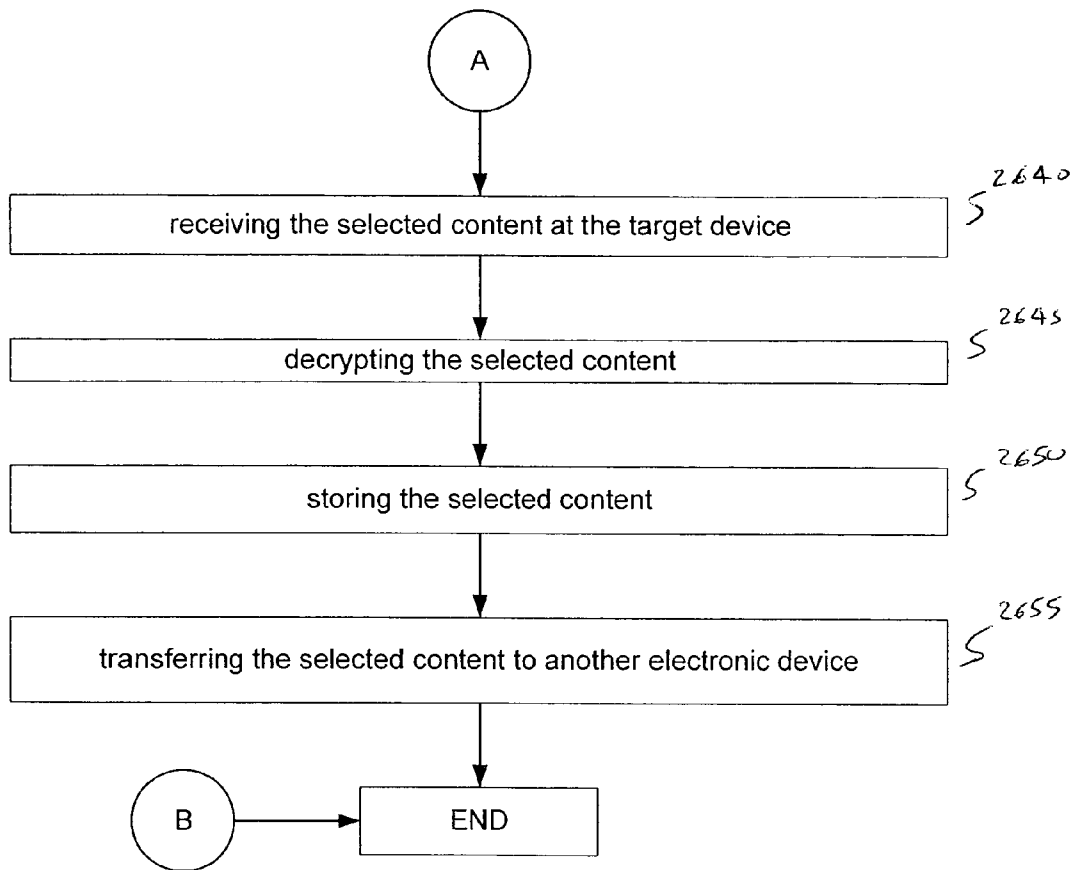 A
2640
receiving the selected content at the target device
2645
decrypting the selected content
2650
storing the selected content
2655
transferring the selected content to another electronic device
B
END